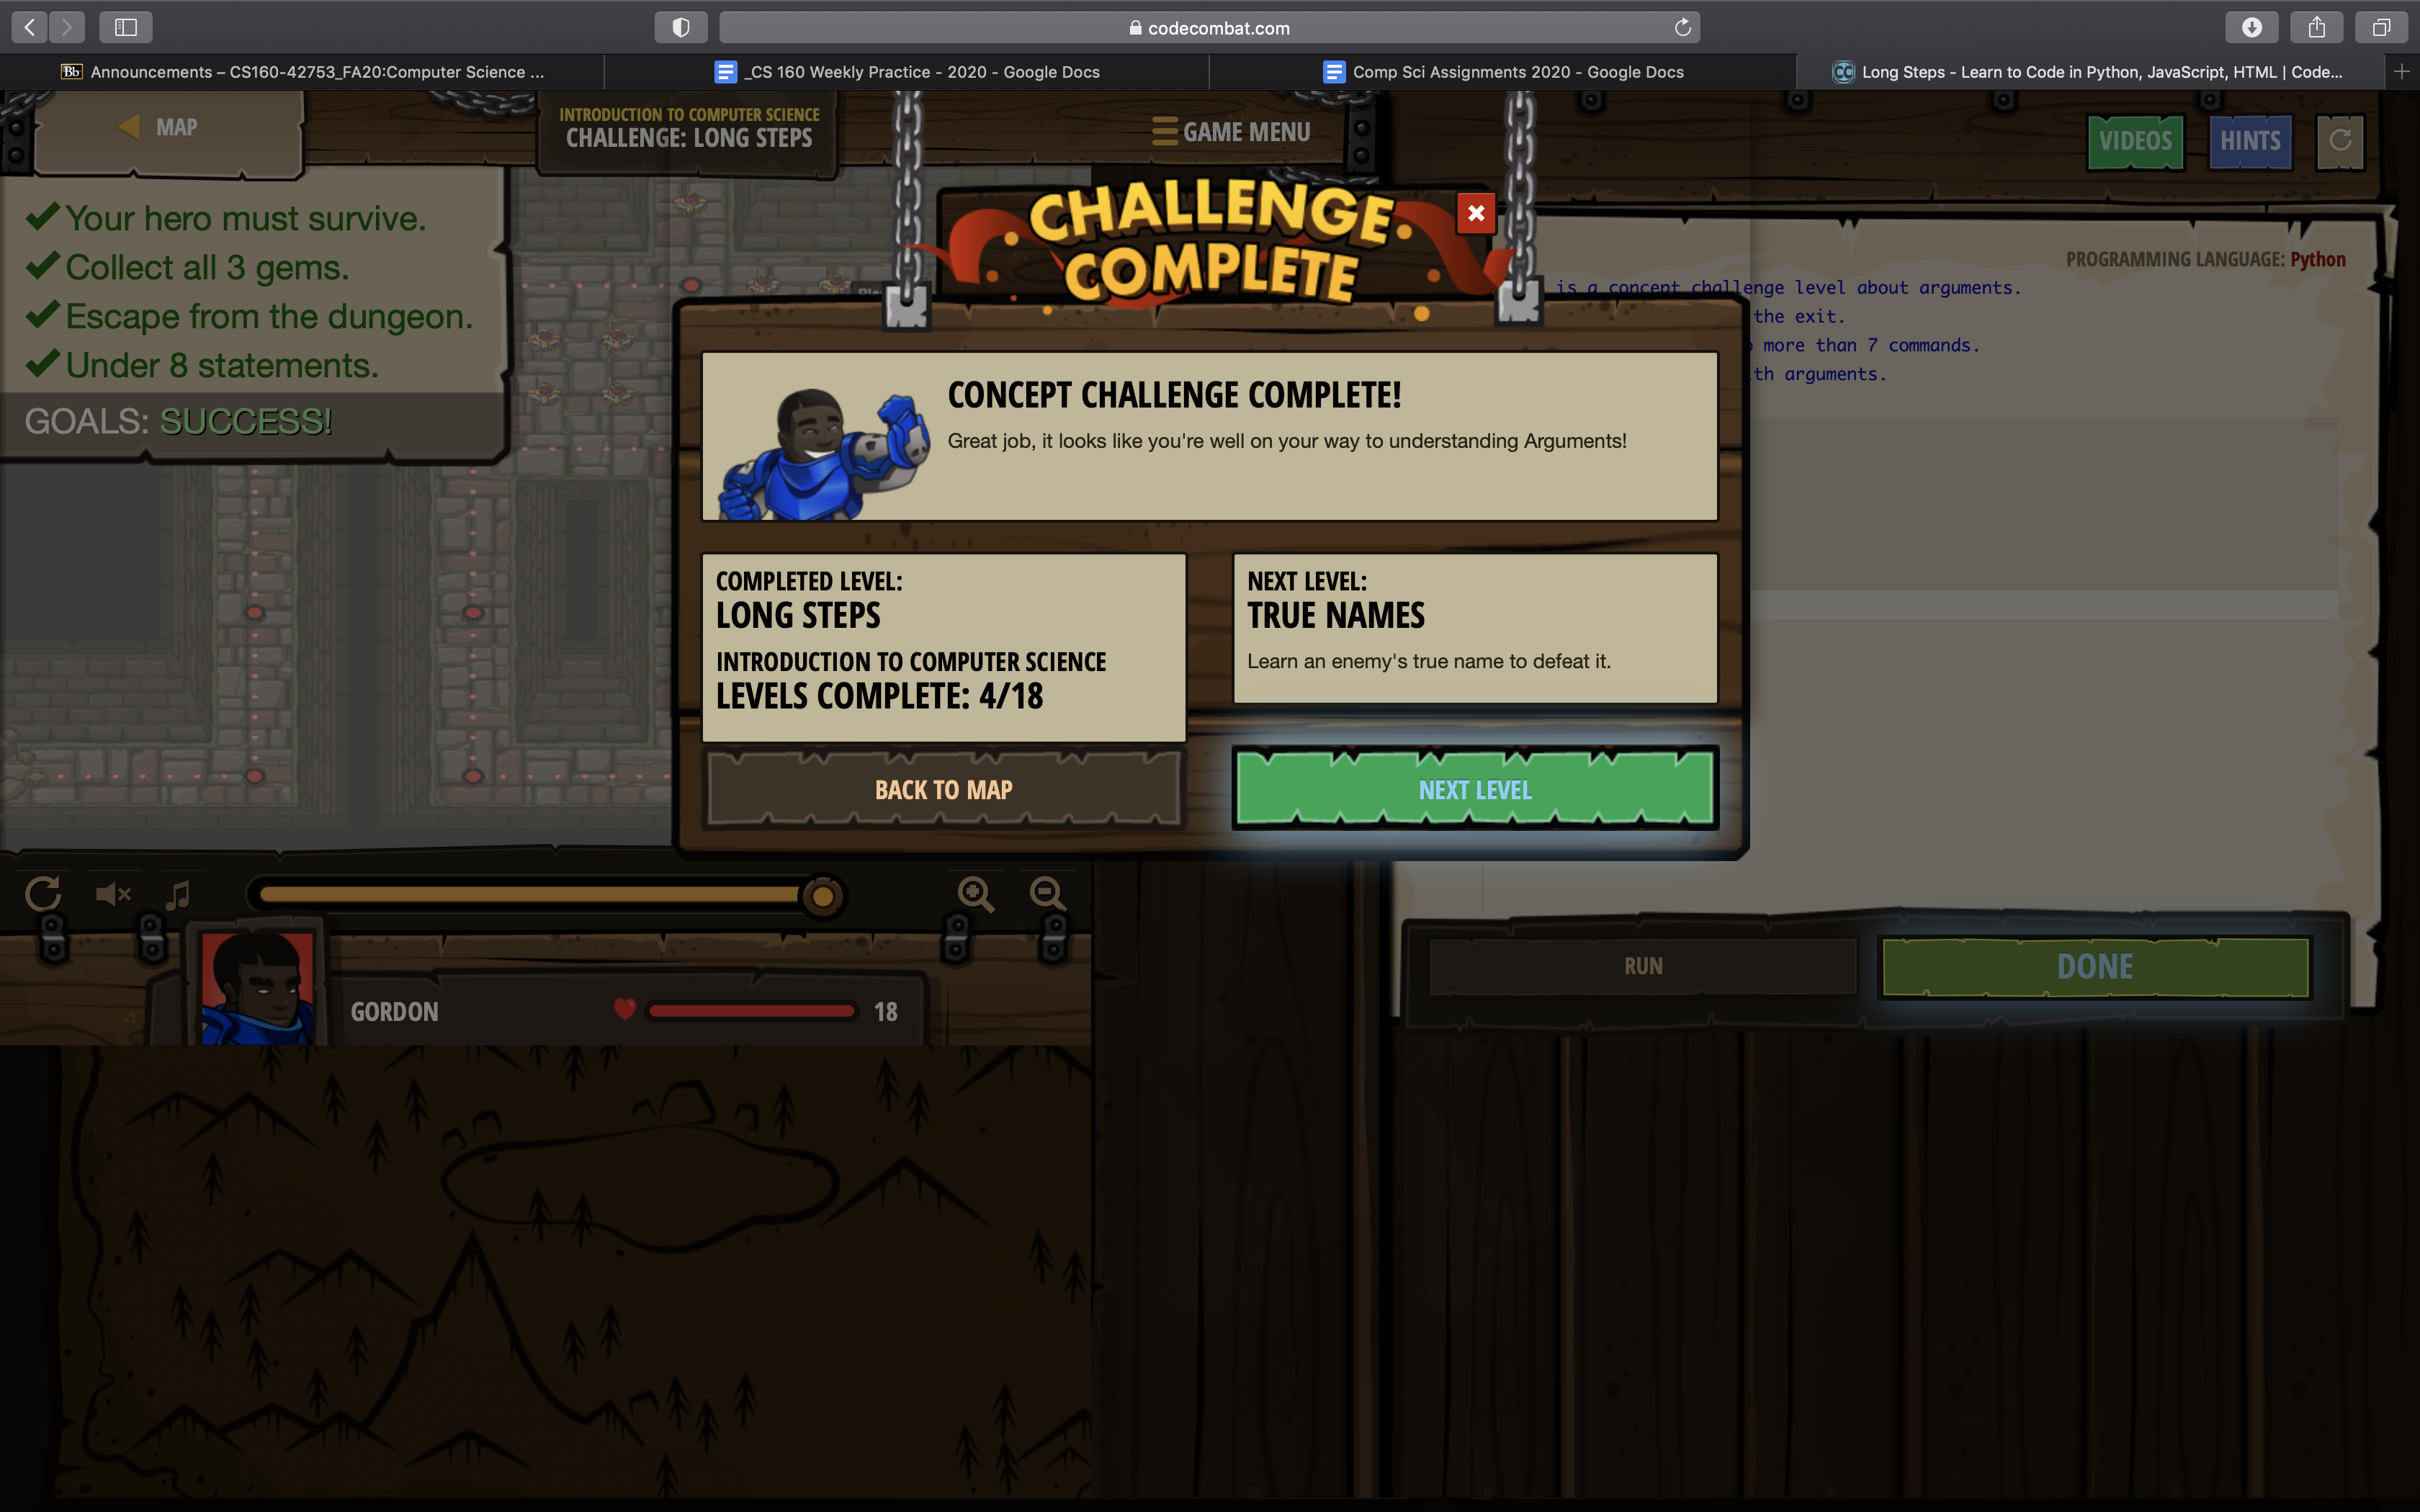 codecombat.com
Bb Announcements – CS160-42753_FA20:Computer Science ...
_CS 160 Weekly Practice - 2020 - Google Docs
Comp Sci Assignments 2020 - Google Docs
Long Steps - Learn to Code in Python, JavaScript, HTML | Code...
MAP
INTRODUCTION TO COMPUTER SCIENCE
CHALLENGE: LONG STEPS
GAME MENU
VIDEOS
HINTS
Your hero must survive.
Collect all 3 gems.
Escape from the dungeon.
Under 8 statements.
GOALS: SUCCESS!
CHALLENGE
COMPLETE
PROGRAMMING LANGUAGE: Python
is a concept challenge level about arguments.
the exit.
more than 7 commands.
th arguments.
CONCEPT CHALLENGE COMPLETE!
Great job, it looks like you're well on your way to understanding Arguments!
COMPLETED LEVEL:
LONG STEPS
INTRODUCTION TO COMPUTER SCIENCE
LEVELS COMPLETE: 4/18
NEXT LEVEL:
TRUE NAMES
Learn an enemy's true name to defeat it.
BACK TO MAP
NEXT LEVEL
GORDON
18
RUN
DONE